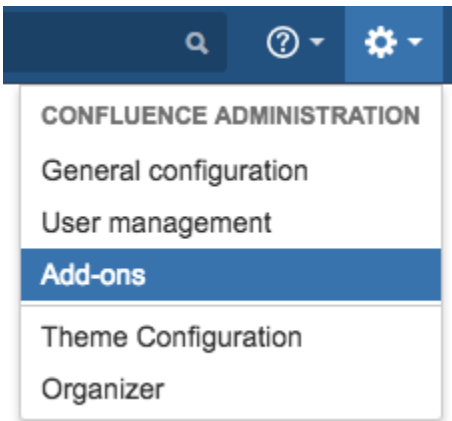 CONFLUENCE ADMINISTRATION
General configuration
User management
Add-ons
Theme Configuration
Organizer